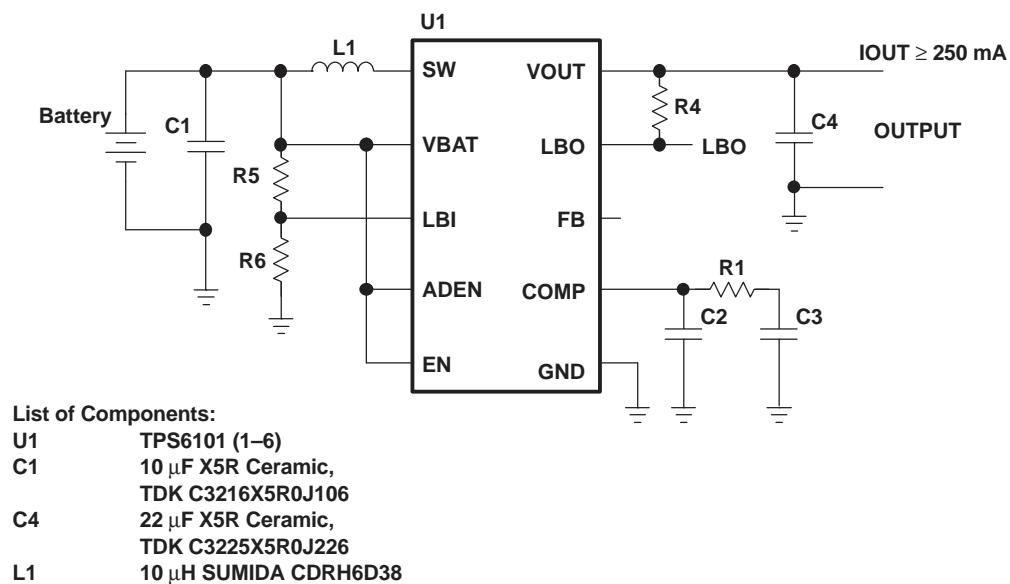 U1
L1
IOUT ≥ 250 mA
SW
VOUT
Battery
C1
R4
C4
OUTPUT
VBAT
LBO
LBO
R5
LBI
FB
R6
R1
ADEN
COMP
C2
C3
EN
GND
List of Components:
U1 TPS6101 (1–6)
C1 10 μF X5R Ceramic,
TDK C3216X5R0J106
C4 22 μF X5R Ceramic,
TDK C3225X5R0J226
L1 10 μH SUMIDA CDRH6D38